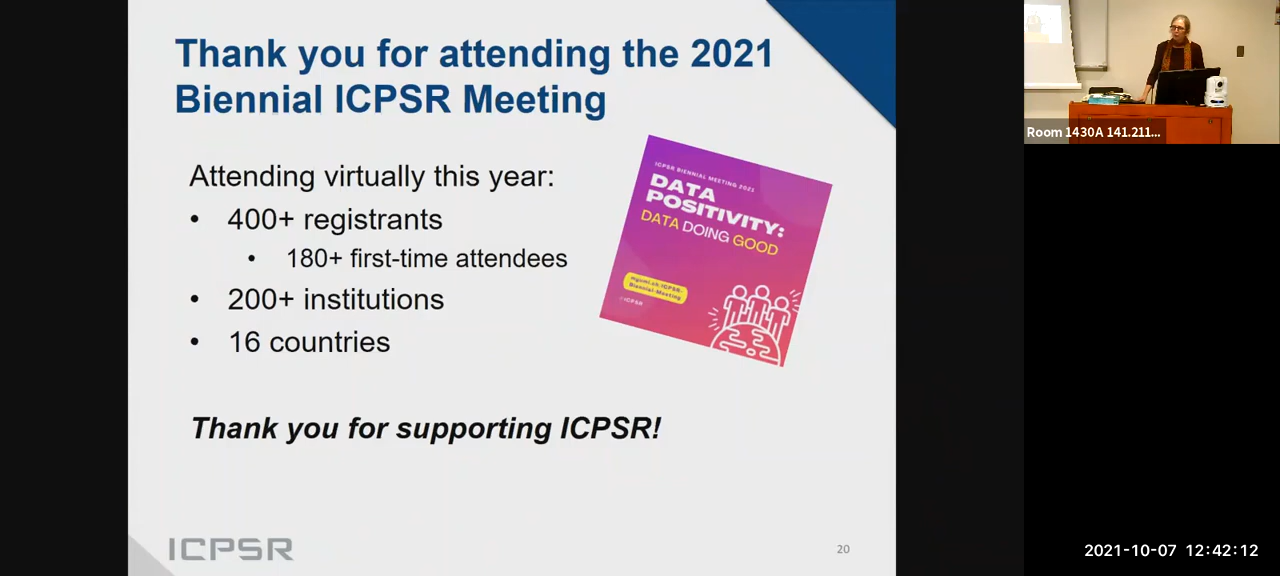 Thank you for attending the 2021
Biennial ICPSR Meeting
Attending virtually this year:
• 400+ registrants
• 180+ first-time attendees
• 200+ institutions
• 16 countries
Thank you for supporting ICPSR!
ICPSR BIENNIAL MEETING 2021
DATA
POSITIVITY:
DATA DOING GOOD
myumi.ch/ICPSR-
Biennial-Meeting
ICPSR
ICPSR
20
Room 1430A 141.211...
2021-10-07 12:42:12